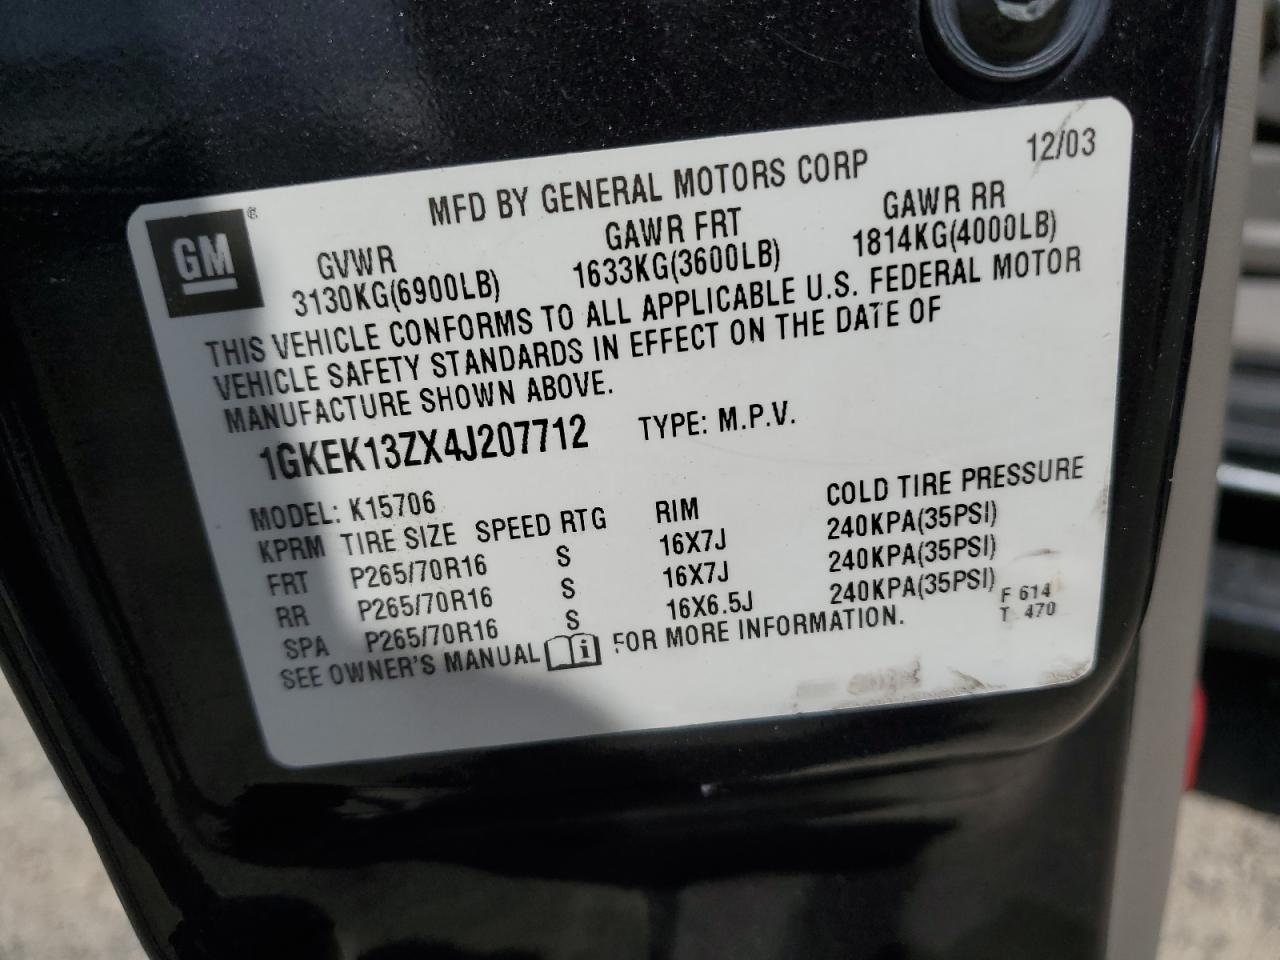 12/03
MFD BY GENERAL MOTORS CORP
GM ®
GVWR GAWR FRT GAWR RR
3130KG(6900LB) 1633KG(3600LB) 1814KG(4000LB)
THIS VEHICLE CONFORMS TO ALL APPLICABLE U.S. FEDERAL MOTOR
VEHICLE SAFETY STANDARDS IN EFFECT ON THE DATE OF
MANUFACTURE SHOWN ABOVE.
1GKEK13ZX4J207712 TYPE: M.P.V.
MODEL: K15706
KPRM TIRE SIZE SPEED RTG RIM COLD TIRE PRESSURE
FRT P265/70R16 S 16X7J 240KPA(35PSI)
RR P265/70R16 S 16X7J 240KPA(35PSI)
SPA P265/70R16 S 16X6.5J 240KPA(35PSI)
SEE OWNER'S MANUAL i FOR MORE INFORMATION.
F 614
T 470